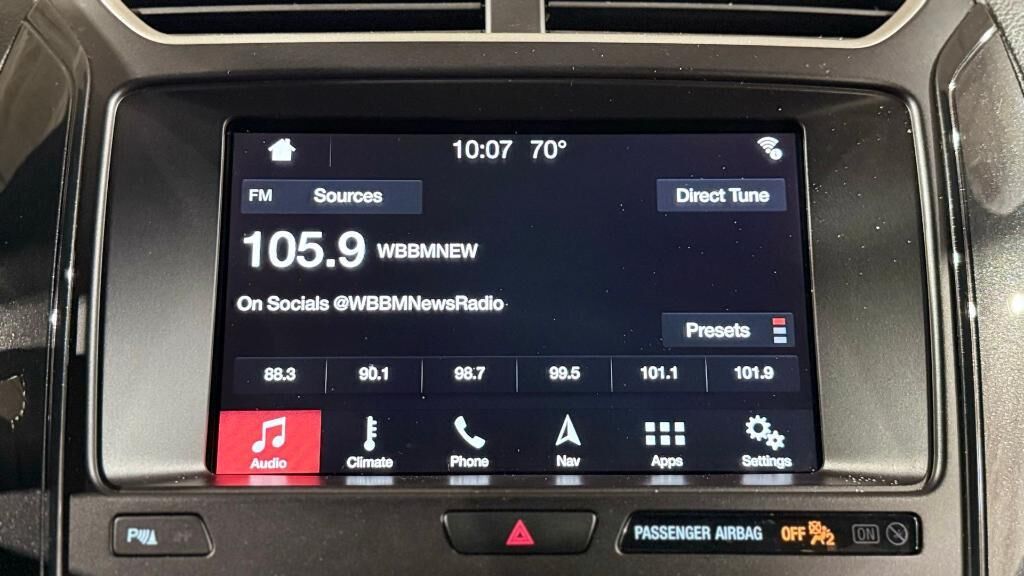 10:07 70°
FM Sources
Direct Tune
105.9 WBBMNEW
On Socials @WBBMNewsRadio
Presets
88.3 90.1 98.7 99.5 101.1 101.9
Audio Climate Phone Nav Apps Settings
P
PASSENGER AIRBAG OFF 2 ON